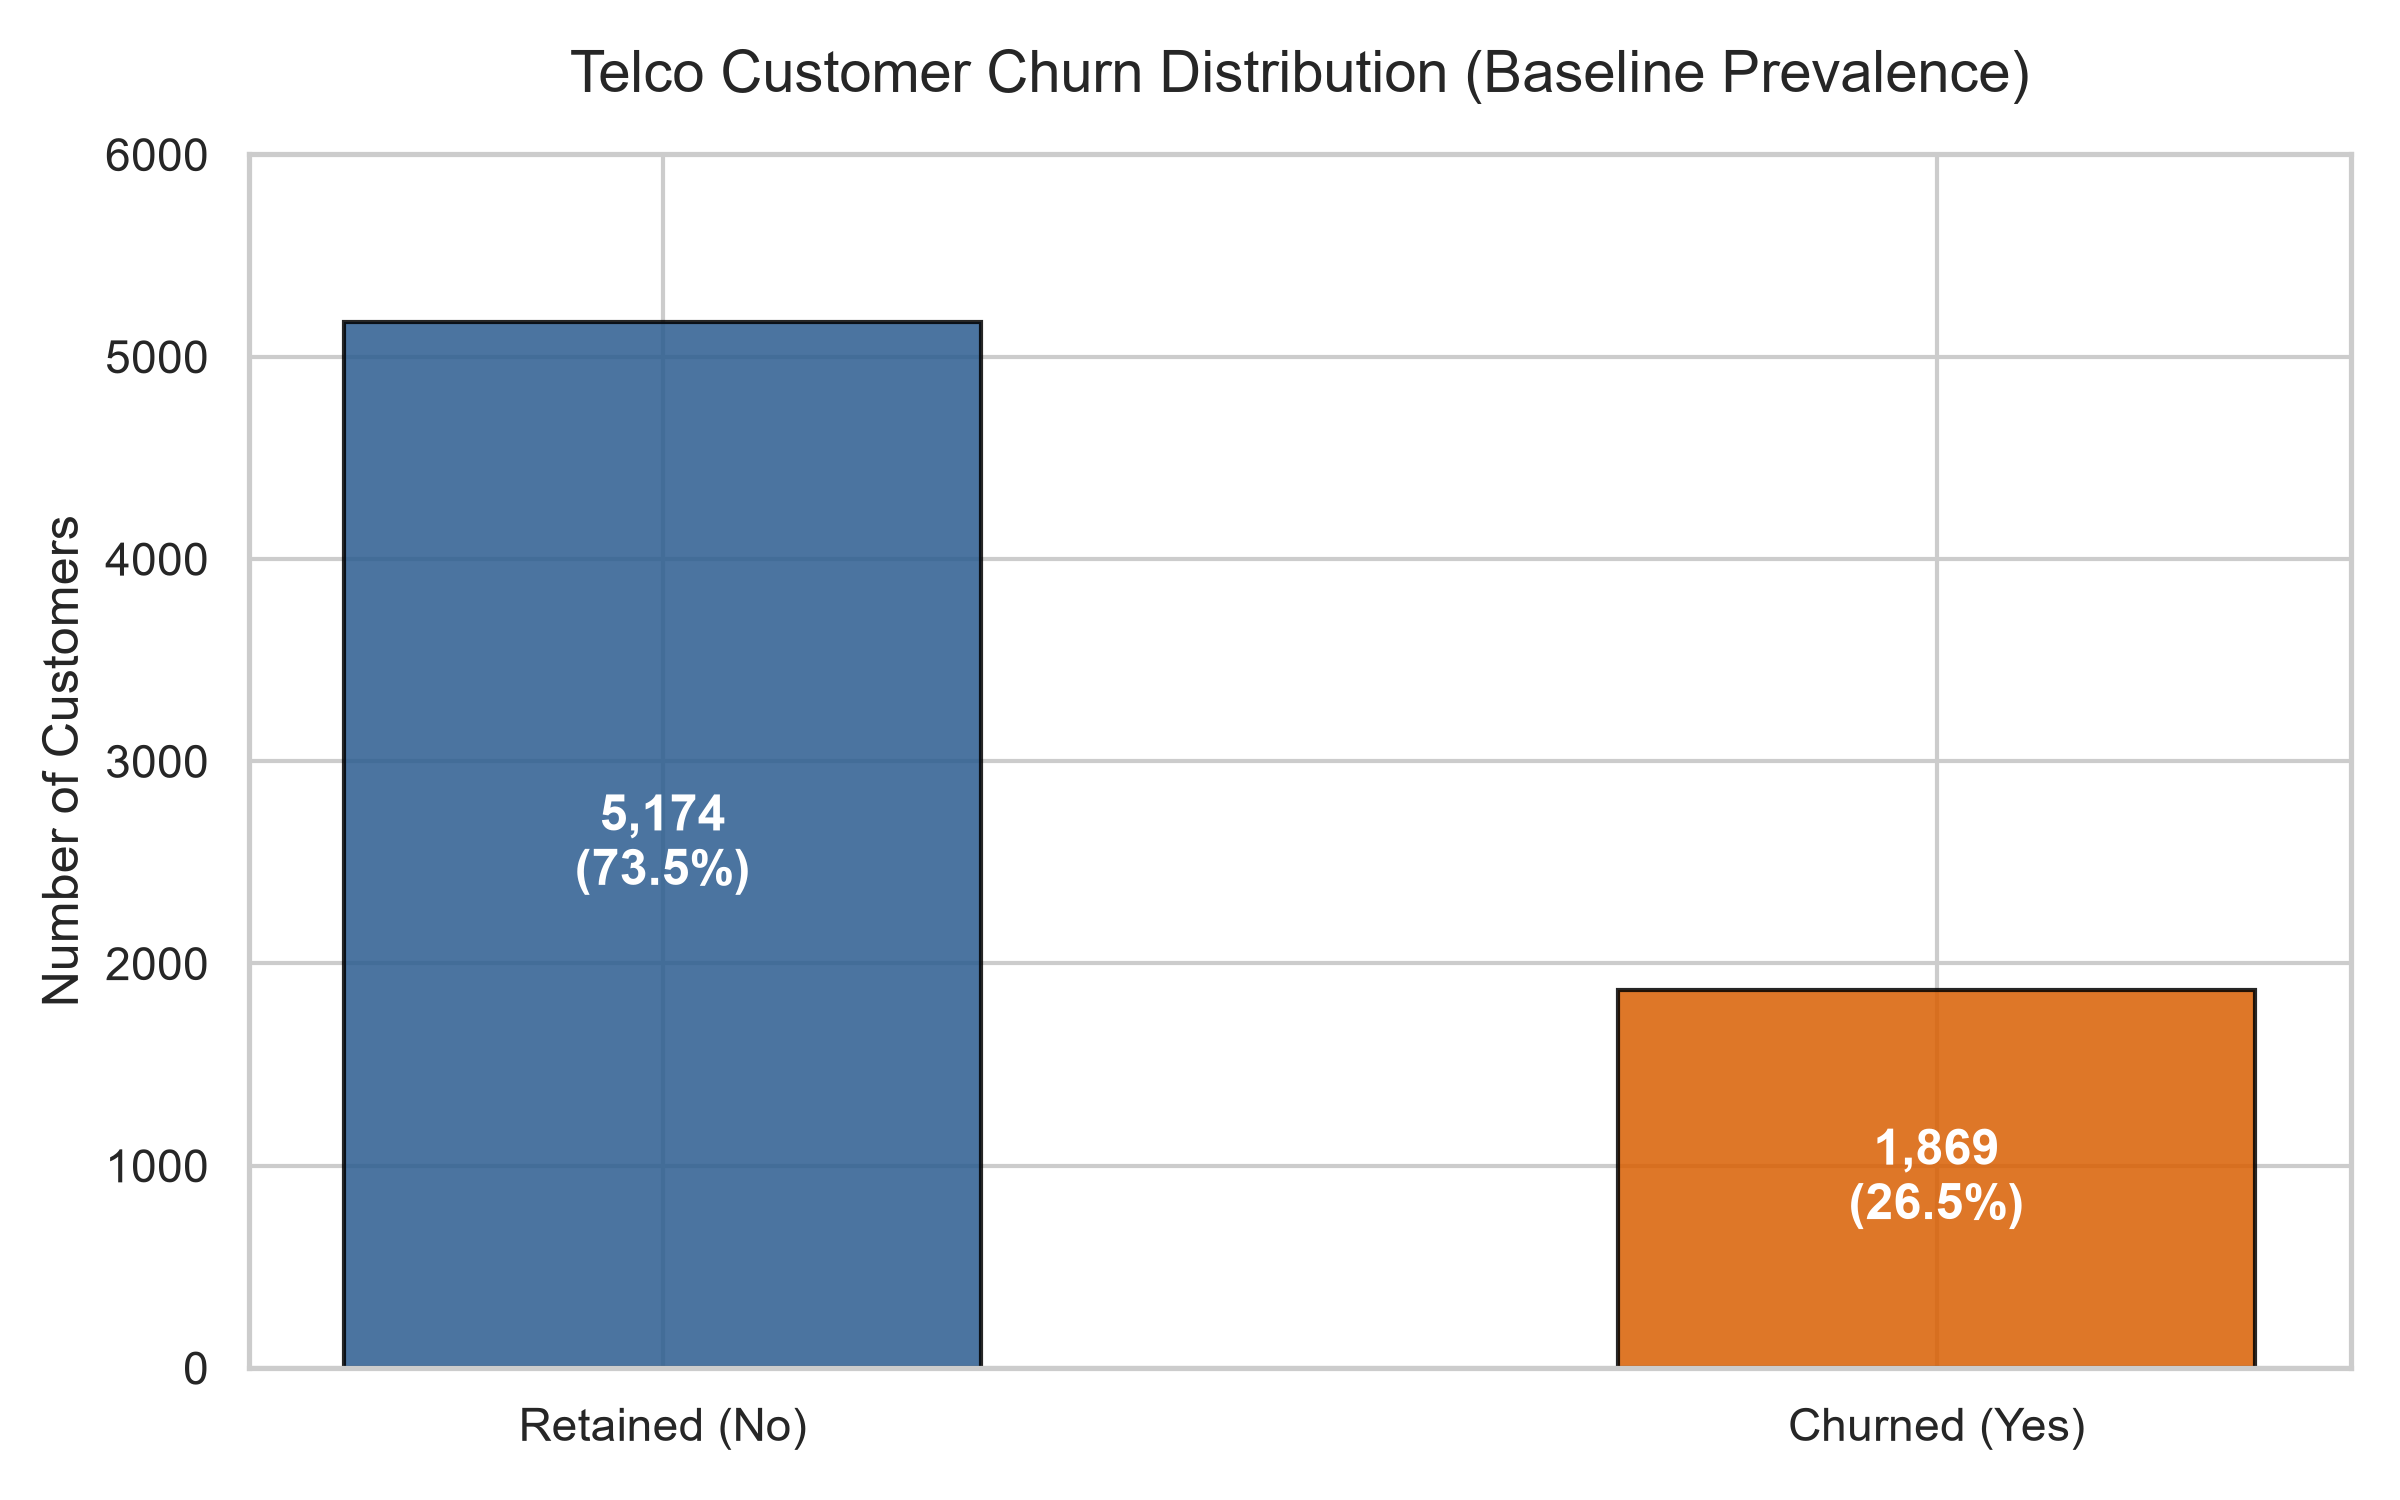 Telco Customer Churn Distribution (Baseline Prevalence)
Number of Customers
6000
5000
4000
3000
2000
1000
0
5,174
(73.5%)
1,869
(26.5%)
Retained (No)
Churned (Yes)